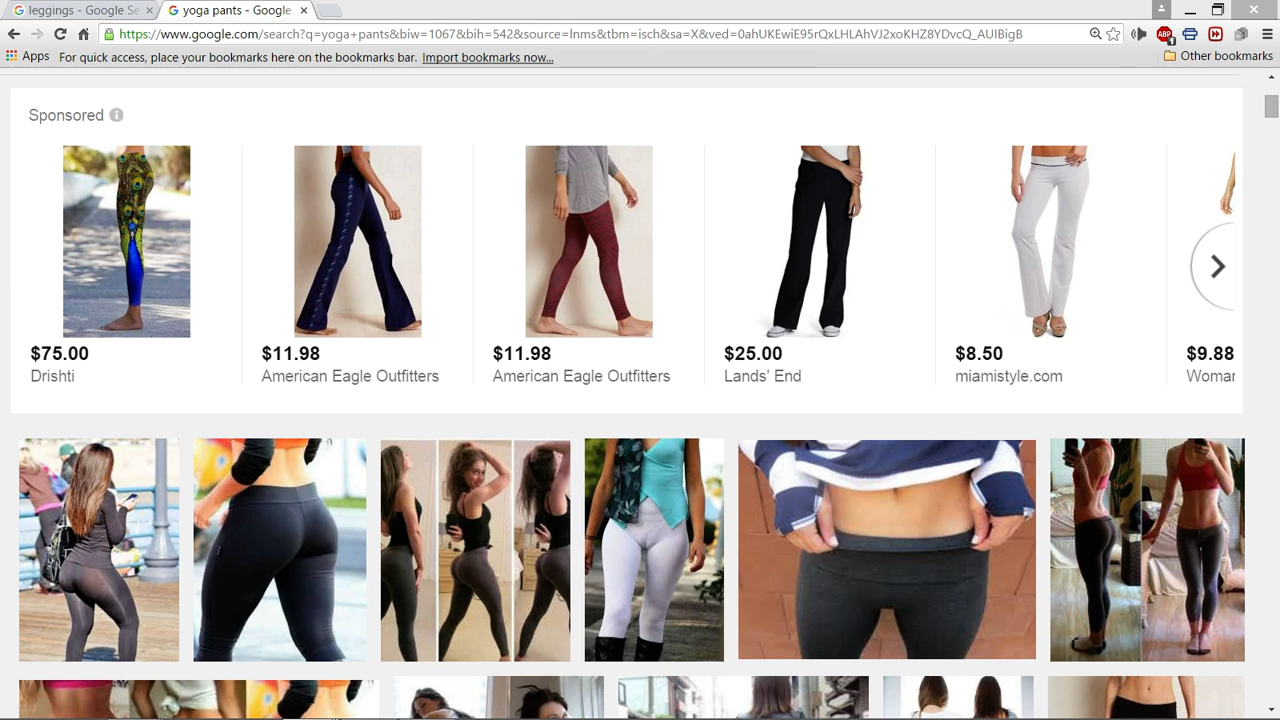 leggings - Google Se
yoga pants - Google
https://www.google.com/search?q=yoga+pants&biw=1067&bih=542&source=lnms&tbm=isch&sa=X&ved=0ahUKEwiE95rQxLHLAhVJ2xoKHZ8YDvcQ_AUIBigB
ABP
1
Apps
For quick access, place your bookmarks here on the bookmarks bar. Import bookmarks now...
Other bookmarks
Sponsored
$75.00
Drishti
$11.98
American Eagle Outfitters
$11.98
American Eagle Outfitters
$25.00
Lands' End
$8.50
miamistyle.com
$9.88
Womar